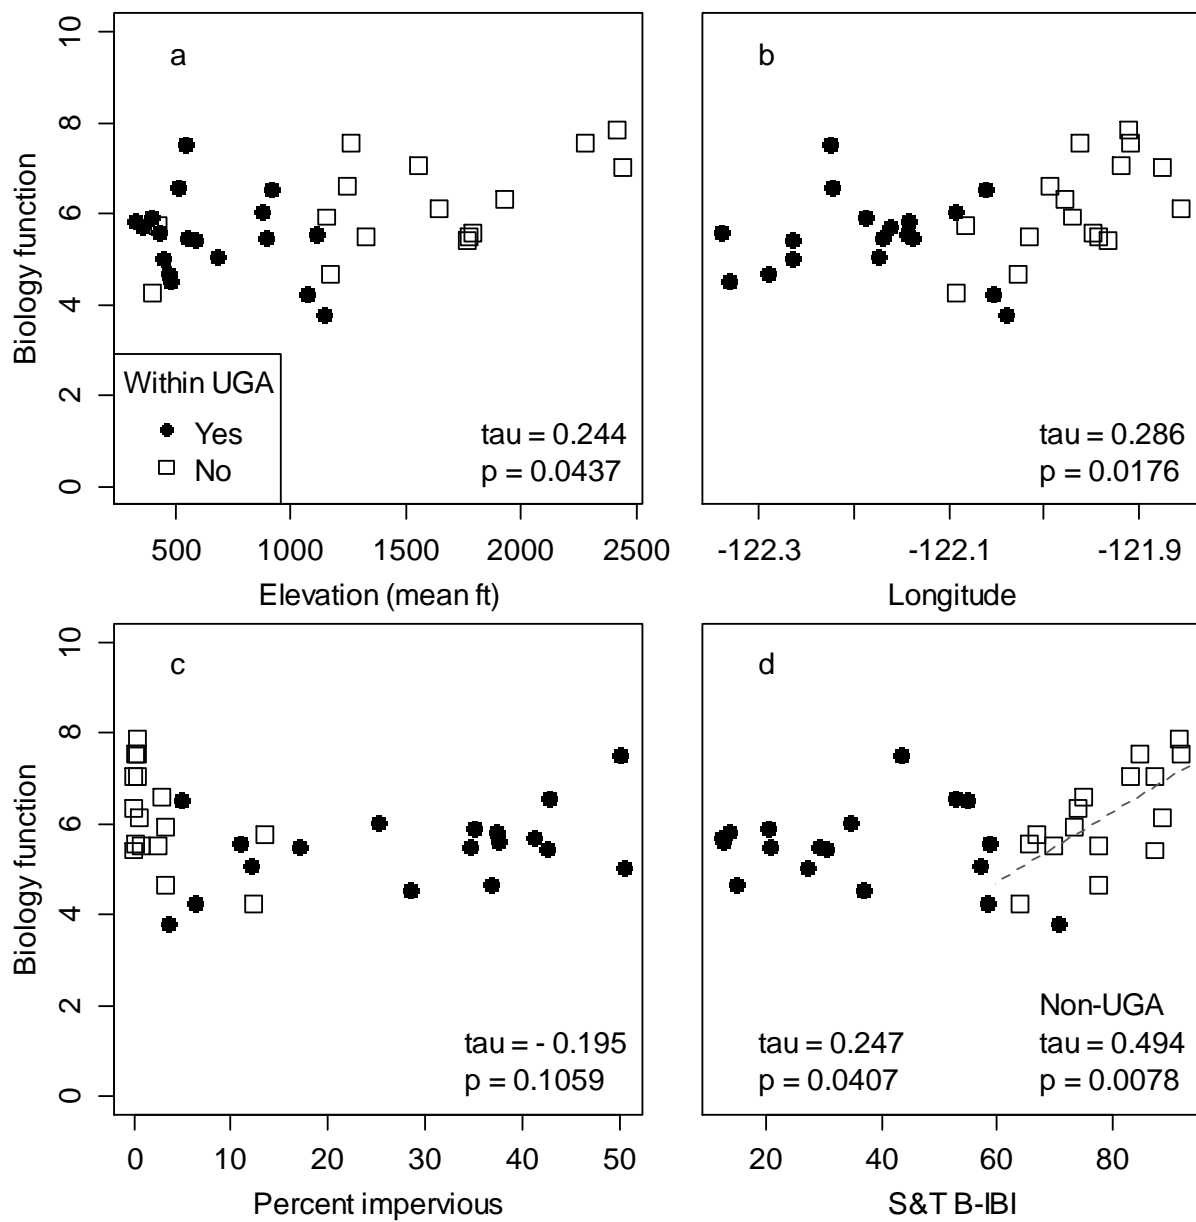 a
Biology function
10
8
6
4
2
0
Within UGA
Yes
No
tau = 0.244
p = 0.0437
500 1000 1500 2000 2500
Elevation (mean ft)
b
tau = 0.286
p = 0.0176
-122.3 -122.1 -121.9
Longitude
c
Biology function
10
8
6
4
2
0
tau = - 0.195
p = 0.1059
0 10 20 30 40 50
Percent impervious
d
tau = 0.247
p = 0.0407
Non-UGA
tau = 0.494
p = 0.0078
20 40 60 80
S&T B-IBI